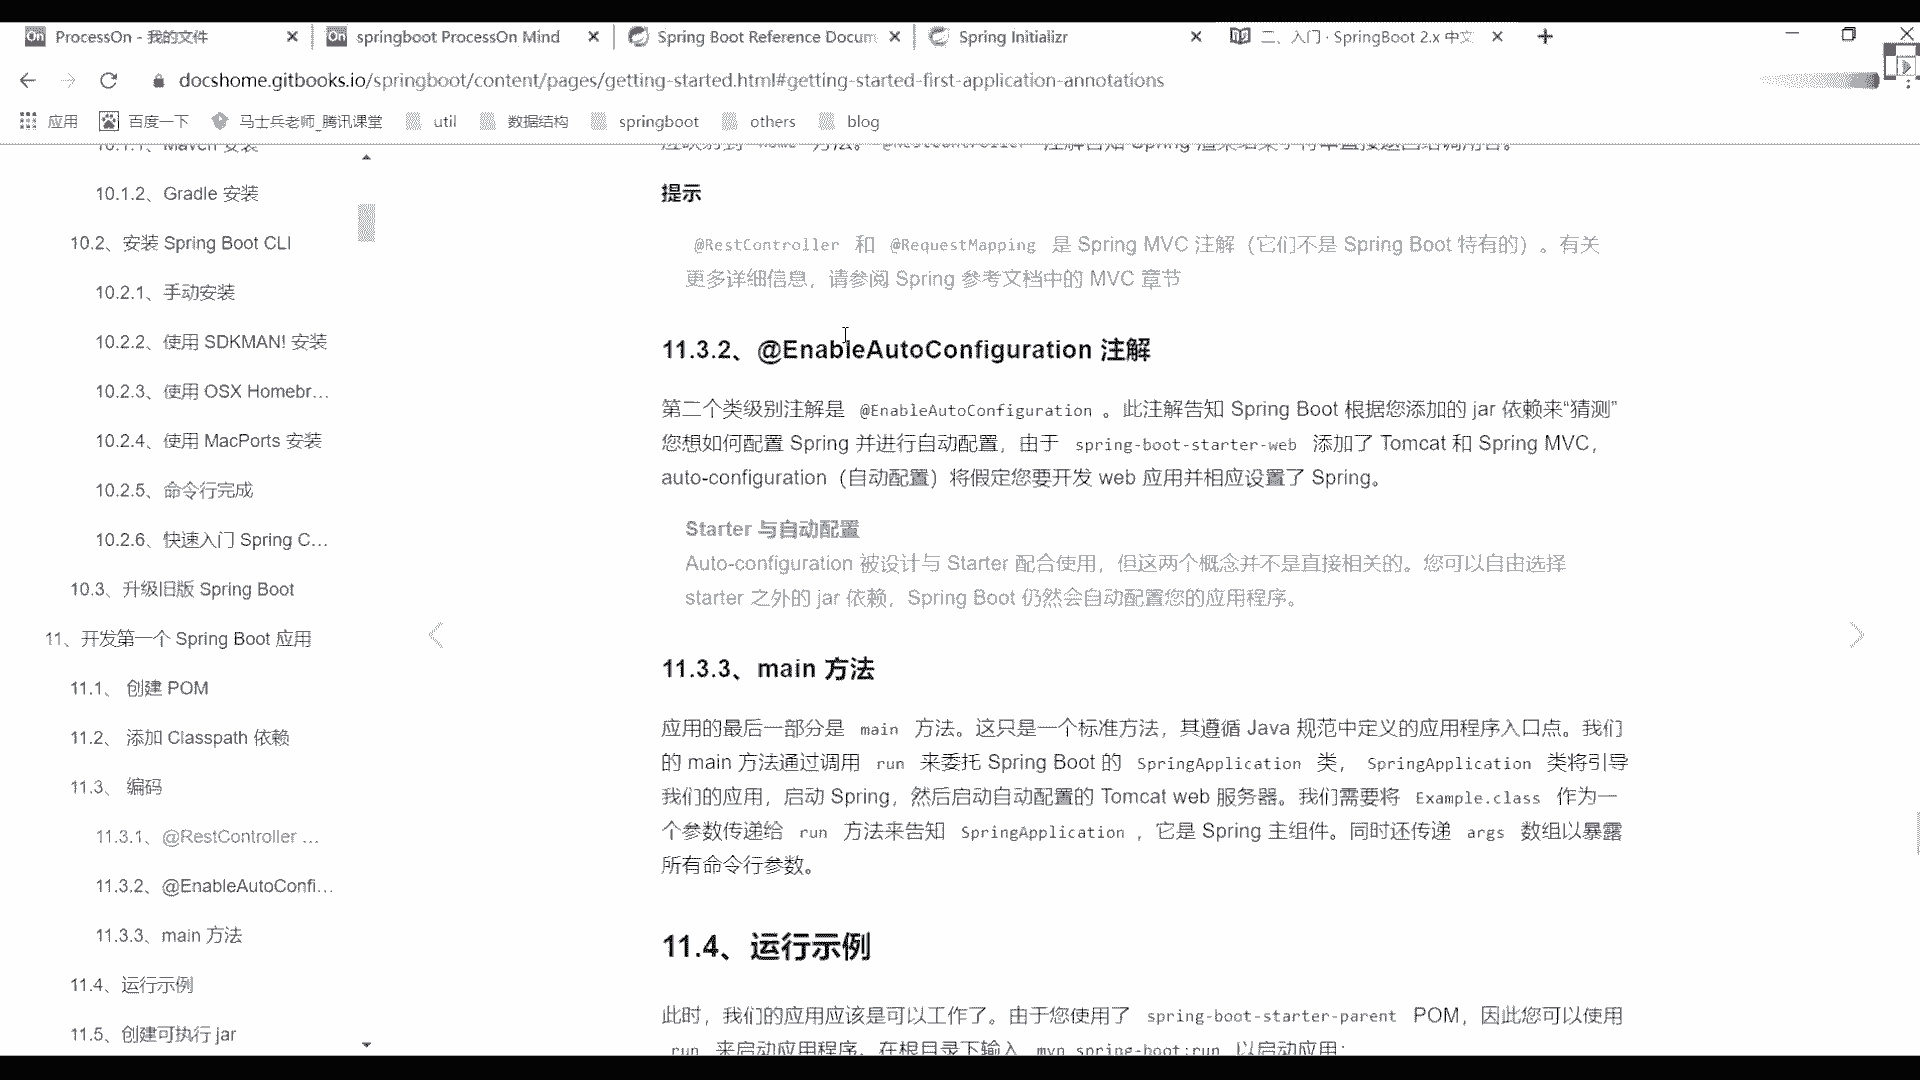 On ProcessOn - 我的文件
On springboot ProcessOn Mind
Spring Boot Reference Docum
Spring Initializr
二、入门 · SpringBoot 2.x 中文
docshome.gitbooks.io/springboot/content/pages/getting-started.html#getting-started-first-application-annotations
应用
百度一下
马士兵老师_腾讯课堂
util
数据结构
springboot
others
blog
10.1.1、Maven 安装
10.1.2、Gradle 安装
10.2、安装 Spring Boot CLI
10.2.1、手动安装
10.2.2、使用 SDKMAN! 安装
10.2.3、使用 OSX Homebr…
10.2.4、使用 MacPorts 安装
10.2.5、命令行完成
10.2.6、快速入门 Spring C…
10.3、升级旧版 Spring Boot
11、开发第一个 Spring Boot 应用
11.1、 创建 POM
11.2、 添加 Classpath 依赖
11.3、 编码
11.3.1、@RestController …
11.3.2、@EnableAutoConfi…
11.3.3、main 方法
11.4、运行示例
11.5、创建可执行 jar
提示
@RestController 和 @RequestMapping 是 Spring MVC 注解（它们不是 Spring Boot 特有的）。有关
更多详细信息，请参阅 Spring 参考文档中的 MVC 章节
11.3.2、@EnableAutoConfiguration 注解
第二个类级别注解是 @EnableAutoConfiguration 。此注解告知 Spring Boot 根据您添加的 jar 依赖来“猜测”
您想如何配置 Spring 并进行自动配置，由于 spring-boot-starter-web 添加了 Tomcat 和 Spring MVC，
auto-configuration（自动配置）将假定您要开发 web 应用并相应设置了 Spring。
Starter 与自动配置
Auto-configuration 被设计与 Starter 配合使用，但这两个概念并不是直接相关的。您可以自由选择
starter 之外的 jar 依赖，Spring Boot 仍然会自动配置您的应用程序。
11.3.3、main 方法
应用的最后一部分是 main 方法。这只是一个标准方法，其遵循 Java 规范中定义的应用程序入口点。我们
的 main 方法通过调用 run 来委托 Spring Boot 的 SpringApplication 类， SpringApplication 类将引导
我们的应用，启动 Spring，然后启动自动配置的 Tomcat web 服务器。我们需要将 Example.class 作为一
个参数传递给 run 方法来告知 SpringApplication ，它是 Spring 主组件。同时还传递 args 数组以暴露
所有命令行参数。
11.4、运行示例
此时，我们的应用应该是可以工作了。由于您使用了 spring-boot-starter-parent POM，因此您可以使用
run 来启动应用程序。在根目录下输入 mvn spring-boot:run 以启动应用：